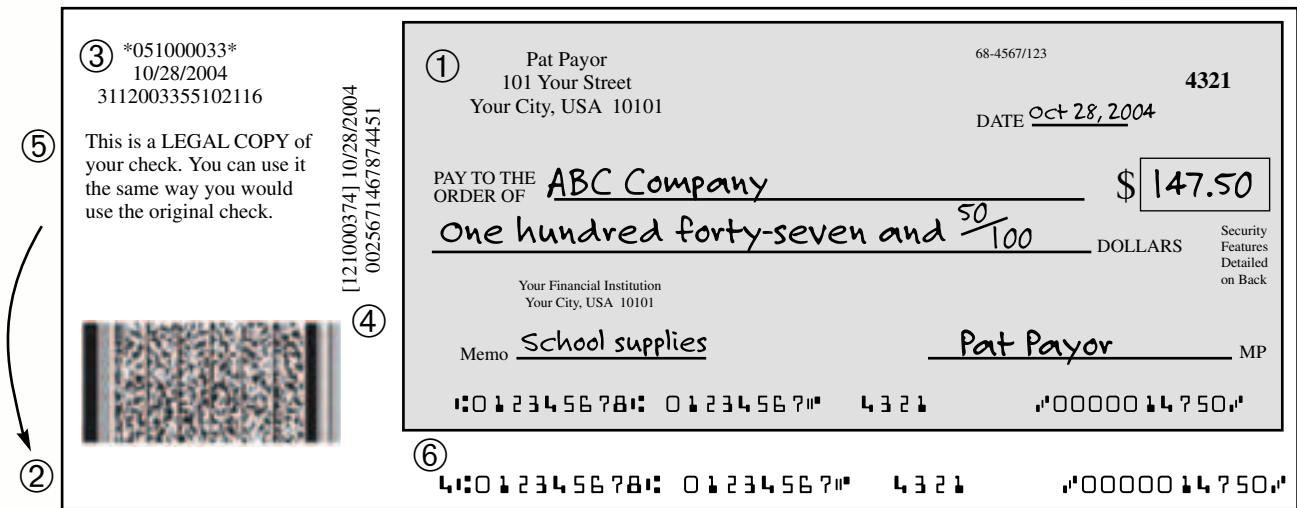 ③ *051000033*
10/28/2004
3112003355102116
⑤ This is a LEGAL COPY of
your check. You can use it
the same way you would
use the original check.
②
[121000374] 10/28/2004
0025671467874451
④
① Pat Payor
101 Your Street
Your City, USA 10101
68-4567/123
4321
DATE Oct 28, 2004
PAY TO THE
ORDER OF ABC Company $ 147.50
One hundred forty-seven and 50/100 DOLLARS
Security
Features
Detailed
on Back
Your Financial Institution
Your City, USA 10101
Memo School supplies Pat Payor MP
⑆012345678⑆ 01234567⑈ 4321 ⑇0000014750⑇
⑥
4⑆012345678⑆ 01234567⑈ 4321 ⑇0000014750⑇